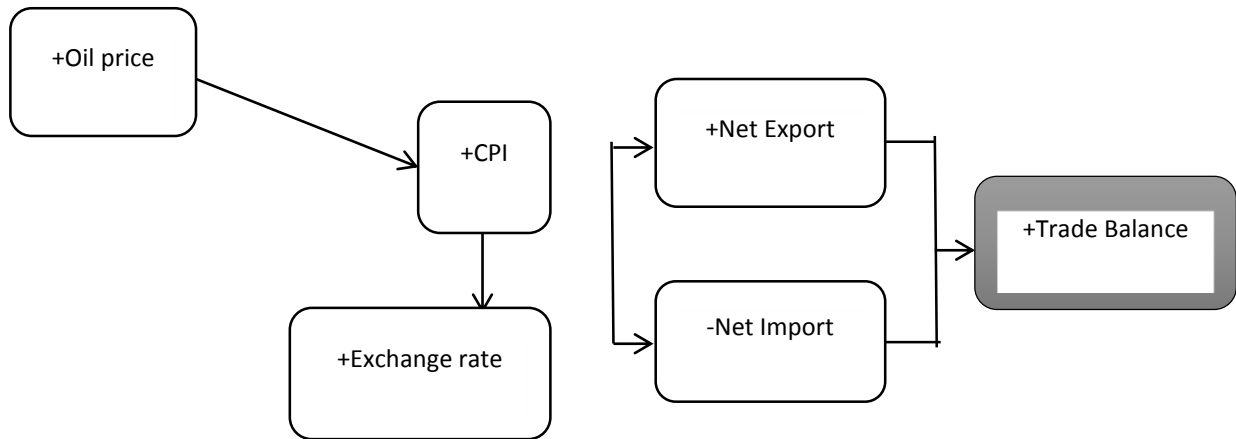 +Oil price
+CPI
+Exchange rate
+Net Export
-Net Import
+Trade Balance